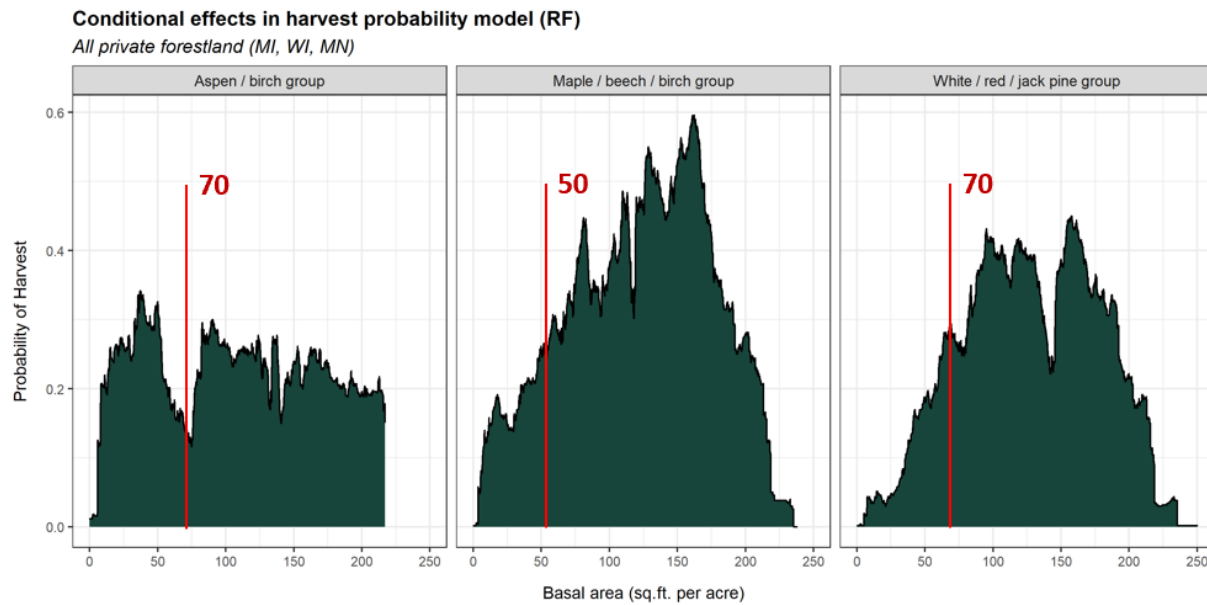 Conditional effects in harvest probability model (RF)
All private forestland (MI, WI, MN)
Aspen / birch group
Maple / beech / birch group
White / red / jack pine group
0.6
0.4
0.2
0.0
Probability of Harvest
70
50
70
0 50 100 150 200 250
0 50 100 150 200 250
0 50 100 150 200 250
Basal area (sq.ft. per acre)